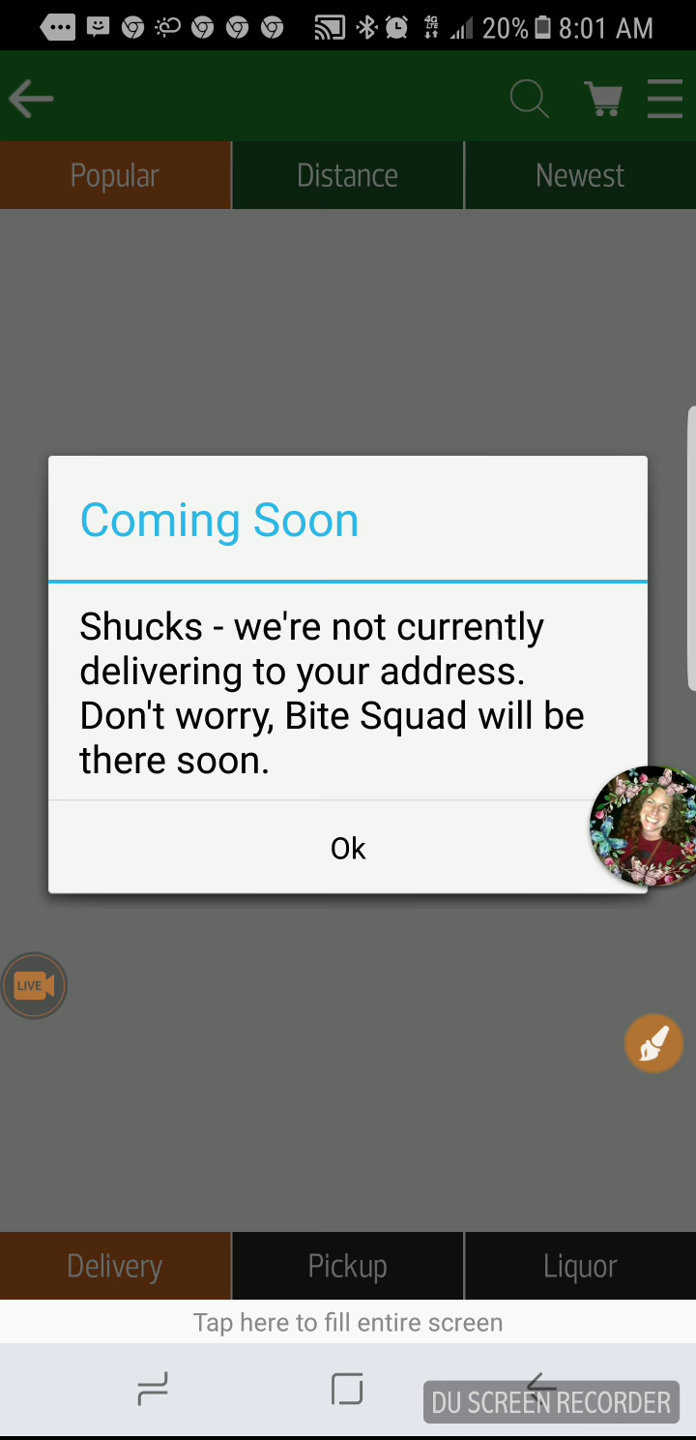 4G LTE 20% 8:01 AM
Popular Distance Newest
Coming Soon
Shucks - we're not currently
delivering to your address.
Don't worry, Bite Squad will be
there soon.
Ok
LIVE
Delivery Pickup Liquor
Tap here to fill entire screen
DU SCREEN RECORDER